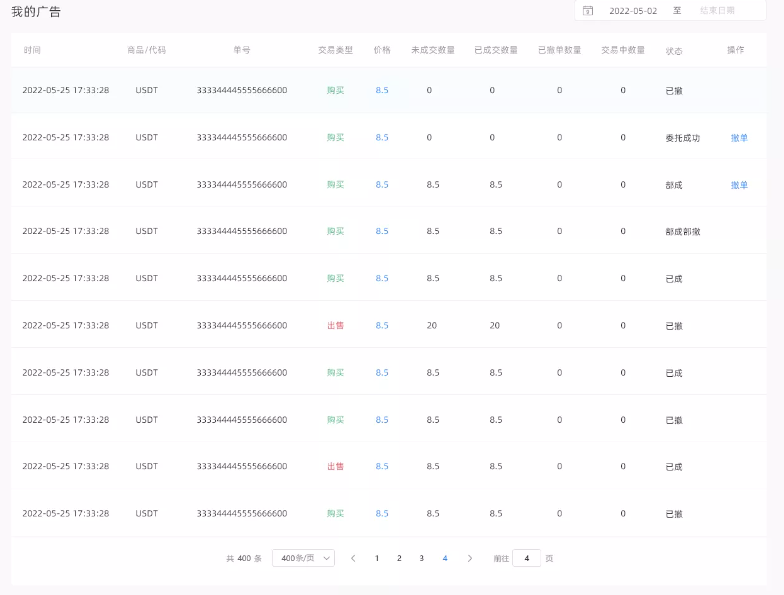 我的广告
2022-05-02 至 结束日期
时间 商品/代码 单号 交易类型 价格 未成交数量 已成交数量 已撤单数量 交易中数量 状态 操作
2022-05-25 17:33:28 USDT 333344445555666600 购买 8.5 0 0 0 0 已撤
2022-05-25 17:33:28 USDT 333344445555666600 购买 8.5 0 0 0 0 委托成功 撤单
2022-05-25 17:33:28 USDT 333344445555666600 购买 8.5 8.5 8.5 0 0 部成 撤单
2022-05-25 17:33:28 USDT 333344445555666600 购买 8.5 8.5 8.5 0 0 部成部撤
2022-05-25 17:33:28 USDT 333344445555666600 购买 8.5 8.5 8.5 0 0 已成
2022-05-25 17:33:28 USDT 333344445555666600 出售 8.5 20 20 0 0 已撤
2022-05-25 17:33:28 USDT 333344445555666600 购买 8.5 8.5 8.5 0 0 已成
2022-05-25 17:33:28 USDT 333344445555666600 购买 8.5 8.5 8.5 0 0 已撤
2022-05-25 17:33:28 USDT 333344445555666600 出售 8.5 8.5 8.5 0 0 已成
2022-05-25 17:33:28 USDT 333344445555666600 购买 8.5 8.5 8.5 0 0 已撤
共 400 条 400条/页 1 2 3 4 前往 4 页